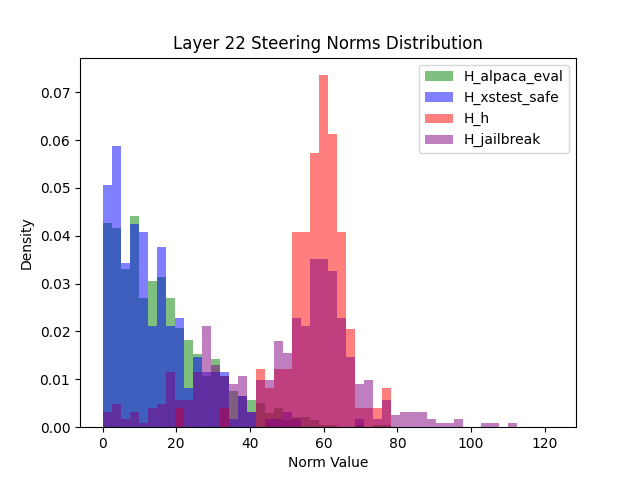 Layer 22 Steering Norms Distribution
H_alpaca_eval
H_xstest_safe
H_h
H_jailbreak
Density
0.07
0.06
0.05
0.04
0.03
0.02
0.01
0.00
0 20 40 60 80 100 120
Norm Value